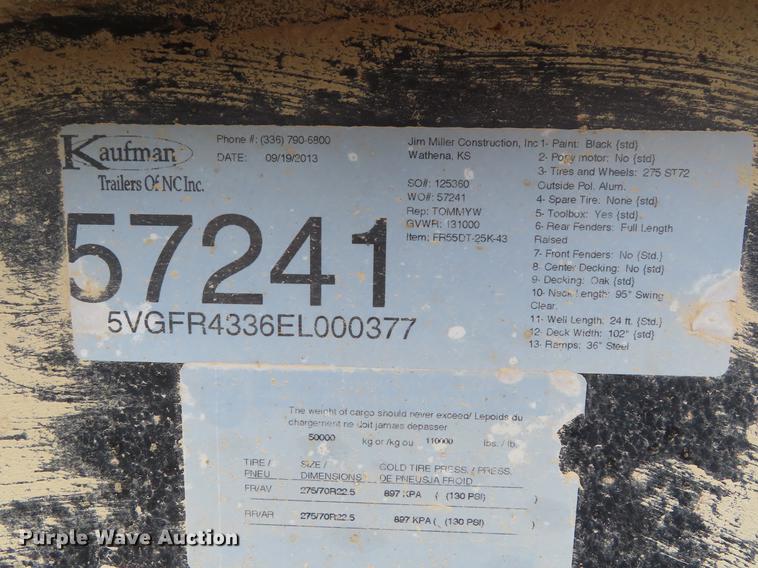 Kaufman
Trailers Of NC Inc.
Phone #: (336) 790-6800
DATE: 09/19/2013
57241
5VGFR4336EL000377
Jim Miller Construction, Inc
Wathena, KS
SO#: 125360
WO#: 57241
Rep: TOMMYW
GVWR: 131000
Item: FR55DT-25K-43
1- Paint: Black {std}
2- Pony motor: No {std}
3- Tires and Wheels: 275 ST72
Outside Pol. Alum.
4- Spare Tire: None {std}
5- Toolbox: Yes {std}
6- Rear Fenders: Full Length
Raised
7- Front Fenders: No {Std.}
8- Center Decking: No {std}
9- Decking: Oak {std}
10- Neck Length: 95" Swing
Clear.
11- Well Length: 24 ft. {Std.}
12- Deck Width: 102" {std}
13- Ramps: 36" Steel
The weight of cargo should never exceed/ Lepoids du
chargement ne doit jamais depasser
50000 kg or /kg ou 110000 lbs. / lb.
TIRE / SIZE / COLD TIRE PRESS. / PRESS.
PNEU DIMENSIONS DE PNEUSJA FROID
FR/AV 275/70R22.5 897 KPA ( (130 PSI) )
RR/AR 275/70R22.5 897 KPA ( (130 PSI) )
Purple Wave Auction